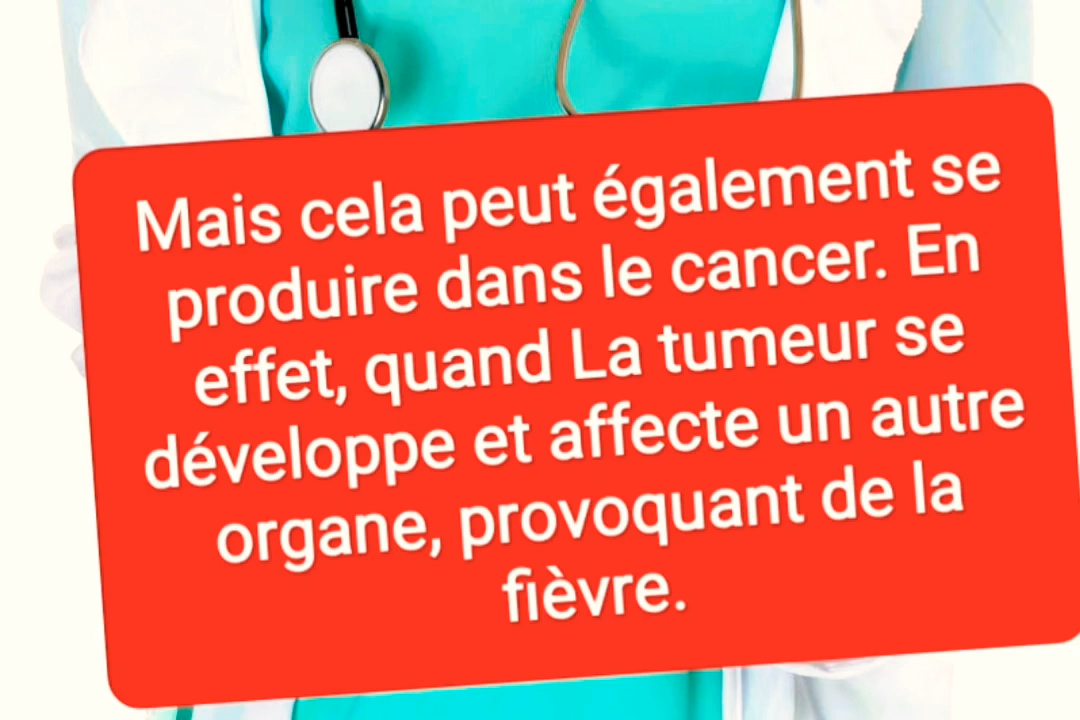 Mais cela peut également se
produire dans le cancer. En
effet, quand La tumeur se
développe et affecte un autre
organe, provoquant de la
fièvre.